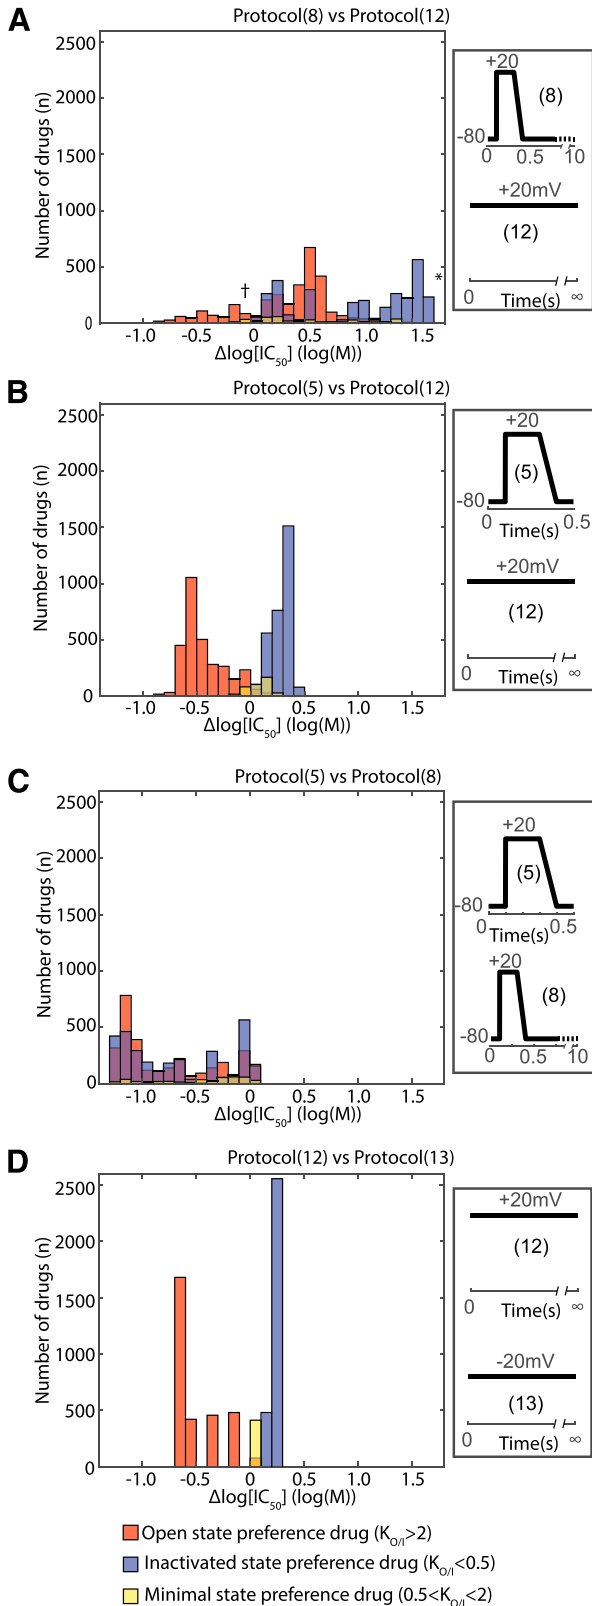 A
Protocol(8) vs Protocol(12)
2500
2000
1500
1000
500
0
Number of drugs (n)
†
*
-1.0 -0.5 0 0.5 1.0 1.5
Δlog[IC50] (log(M))
+20
(8)
-80
0 0.5 10
+20mV
(12)
0 Time(s) ∞
B
Protocol(5) vs Protocol(12)
2500
2000
1500
1000
500
0
Number of drugs (n)
-1.0 -0.5 0 0.5 1.0 1.5
Δlog[IC50] (log(M))
+20
(5)
-80
0 Time(s) 0.5
+20mV
(12)
0 Time(s) ∞
C
Protocol(5) vs Protocol(8)
2500
2000
1500
1000
500
0
Number of drugs (n)
-1.0 -0.5 0 0.5 1.0 1.5
Δlog[IC50] (log(M))
+20
(5)
-80
0 Time(s) 0.5
+20
(8)
-80
0 0.5 10
D
Protocol(12) vs Protocol(13)
2500
2000
1500
1000
500
0
Number of drugs (n)
-1.0 -0.5 0 0.5 1.0 1.5
Δlog[IC50] (log(M))
+20mV
(12)
0 Time(s) ∞
-20mV
(13)
0 Time(s) ∞
Open state preference drug (KO/I>2)
Inactivated state preference drug (KO/I<0.5)
Minimal state preference drug (0.5<KO/I<2)